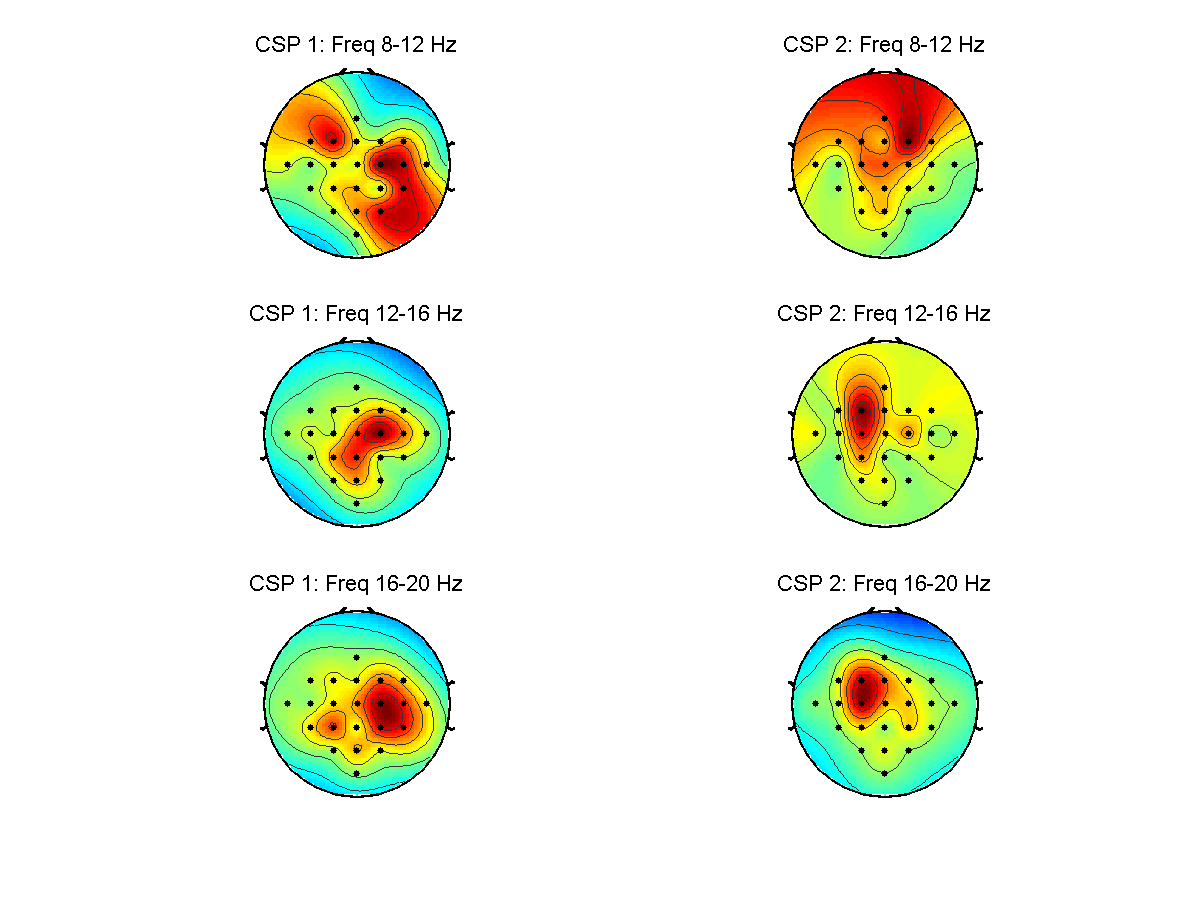 CSP 1: Freq 8-12 Hz
CSP 2: Freq 8-12 Hz
CSP 1: Freq 12-16 Hz
CSP 2: Freq 12-16 Hz
CSP 1: Freq 16-20 Hz
CSP 2: Freq 16-20 Hz